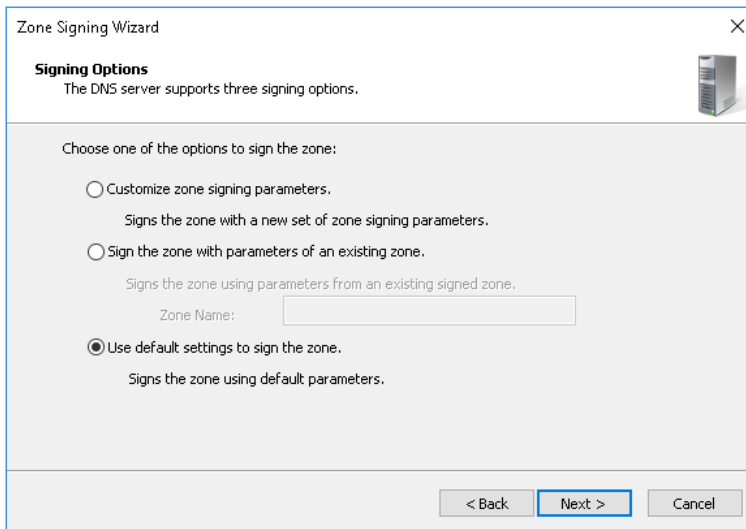 Zone Signing Wizard
Signing Options
The DNS server supports three signing options.
Choose one of the options to sign the zone:
Customize zone signing parameters.
Signs the zone with a new set of zone signing parameters.
Sign the zone with parameters of an existing zone.
Signs the zone using parameters from an existing signed zone.
Zone Name:
Use default settings to sign the zone.
Signs the zone using default parameters.
< Back Next > Cancel